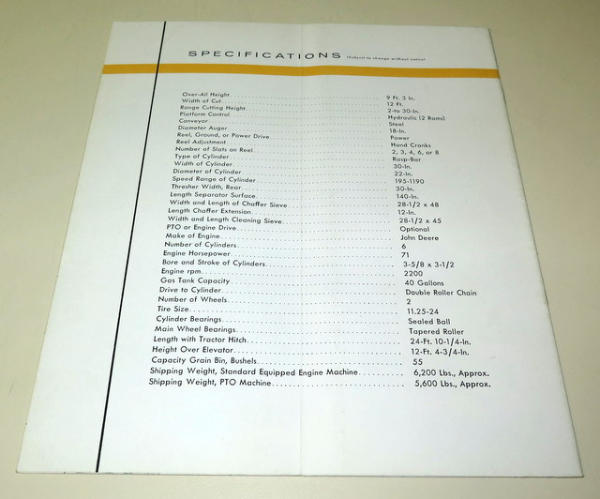 SPECIFICATIONS (Subject to change without notice)
Over-All Height 9 Ft. 3 In.
Width of Cut 12 Ft.
Range Cutting Height 2-to 30-In.
Platform Control Hydraulic (2 Rams)
Conveyor Steel
Diameter Auger 18-In.
Reel, Ground, or Power Drive Power
Reel Adjustment Hand Cranks
Number of Slats on Reel 2, 3, 4, 6, or 8
Type of Cylinder Rasp-Bar
Width of Cylinder 30-In.
Diameter of Cylinder 22-In.
Speed Range of Cylinder 195-1190
Thresher Width, Rear 30-In.
Length Separator Surface 140-In.
Width and Length of Chaffer Sieve 28-1/2 x 48
Length Chaffer Extension 12-In.
Width and Length Cleaning Sieve 28-1/2 x 45
PTO or Engine Drive Optional
Make of Engine John Deere
Number of Cylinders 6
Engine Horsepower 71
Bore and Stroke of Cylinders 3-5/8 x 3-1/2
Engine rpm 2200
Gas Tank Capacity 40 Gallons
Drive to Cylinder Double Roller Chain
Number of Wheels 2
Tire Size 11.25-24
Cylinder Bearings Sealed Ball
Main Wheel Bearings Tapered Roller
Length with Tractor Hitch 24-Ft. 10-1/4-In.
Height Over Elevator 12-Ft. 4-3/4-In.
Capacity Grain Bin, Bushels 55
Shipping Weight, Standard Equipped Engine Machine 6,200 Lbs., Approx.
Shipping Weight, PTO Machine 5,600 Lbs., Approx.